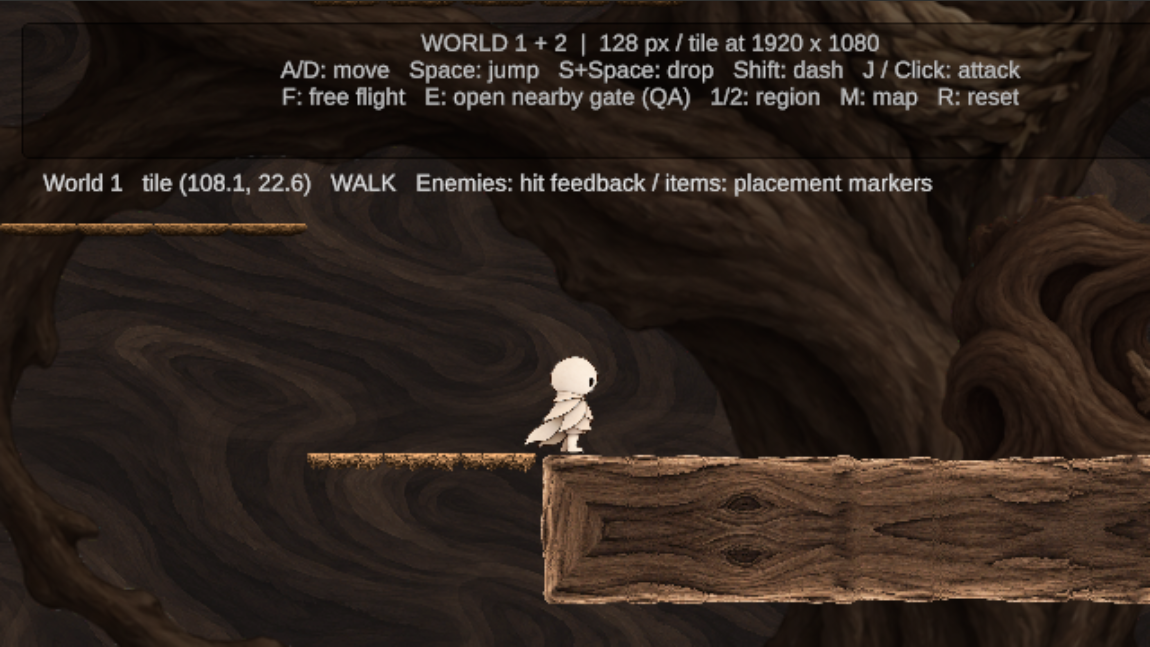 WORLD 1 + 2 | 128 px / tile at 1920 x 1080
A/D: move Space: jump S+Space: drop Shift: dash J / Click: attack
F: free flight E: open nearby gate (QA) 1/2: region M: map R: reset
World 1 tile (108.1, 22.6) WALK Enemies: hit feedback / items: placement markers